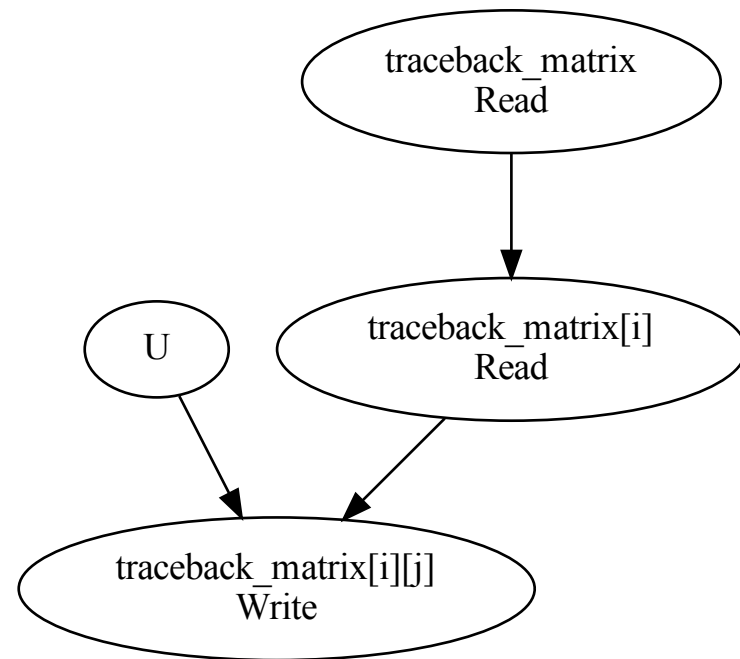 traceback_matrix
Read
traceback_matrix[i]
Read
U
traceback_matrix[i][j]
Write